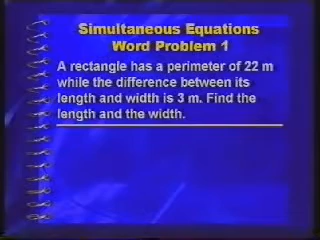 Simultaneous Equations
Word Problem 1
A rectangle has a perimeter of 22 m
while the difference between its
length and width is 3 m. Find the
length and the width.